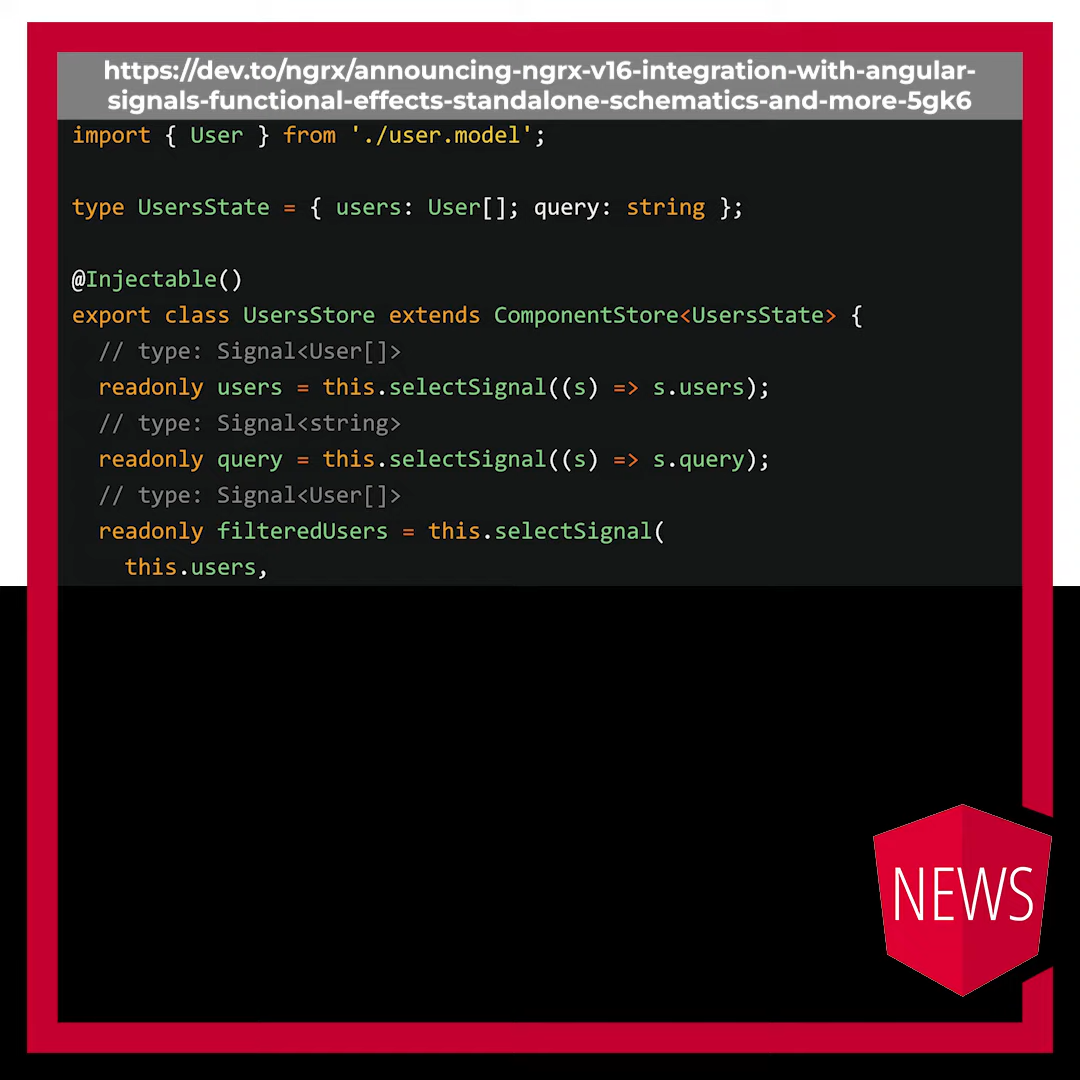 https://dev.to/ngrx/announcing-ngrx-v16-integration-with-angular-
signals-functional-effects-standalone-schematics-and-more-5gk6
import { User } from './user.model';
type UsersState = { users: User[]; query: string };
@Injectable()
export class UsersStore extends ComponentStore<UsersState> {
  // type: Signal<User[]>
  readonly users = this.selectSignal((s) => s.users);
  // type: Signal<string>
  readonly query = this.selectSignal((s) => s.query);
  // type: Signal<User[]>
  readonly filteredUsers = this.selectSignal(
    this.users,
NEWS